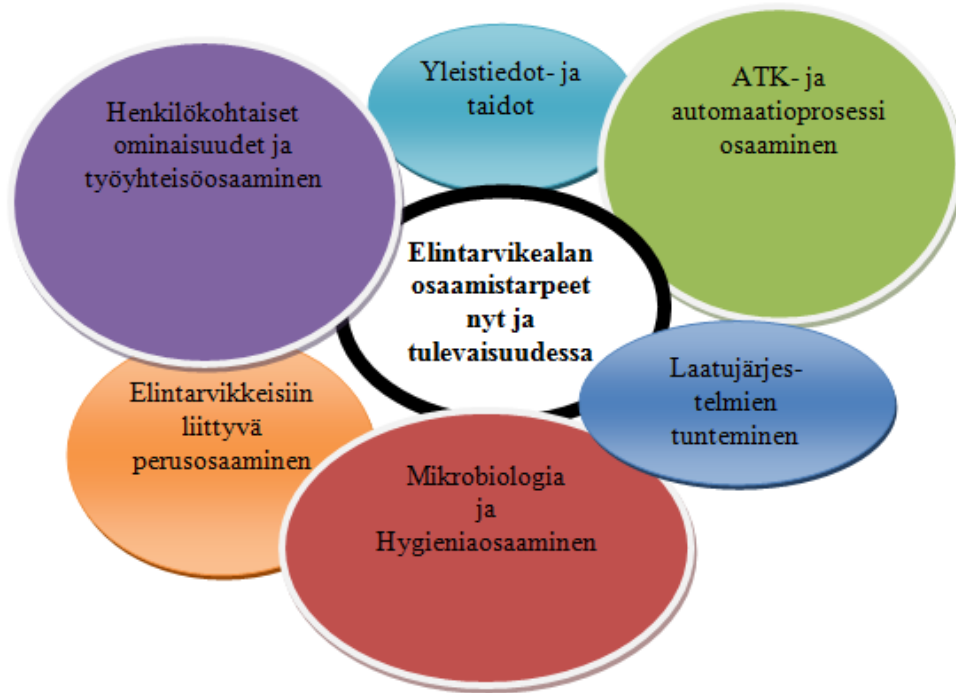 Henkilökohtaiset
ominaisuudet ja
työyhteisöosaaminen
Yleistiedot- ja
taidot
ATK- ja
automaatioprosessi
osaaminen
Elintarvikealan
osaamistarpeet
nyt ja
tulevaisuudessa
Laatujärjes-
telmien
tunteminen
Elintarvikkeisiin
liittyvä
perusosaaminen
Mikrobiologia
ja
Hygieniaosaaminen